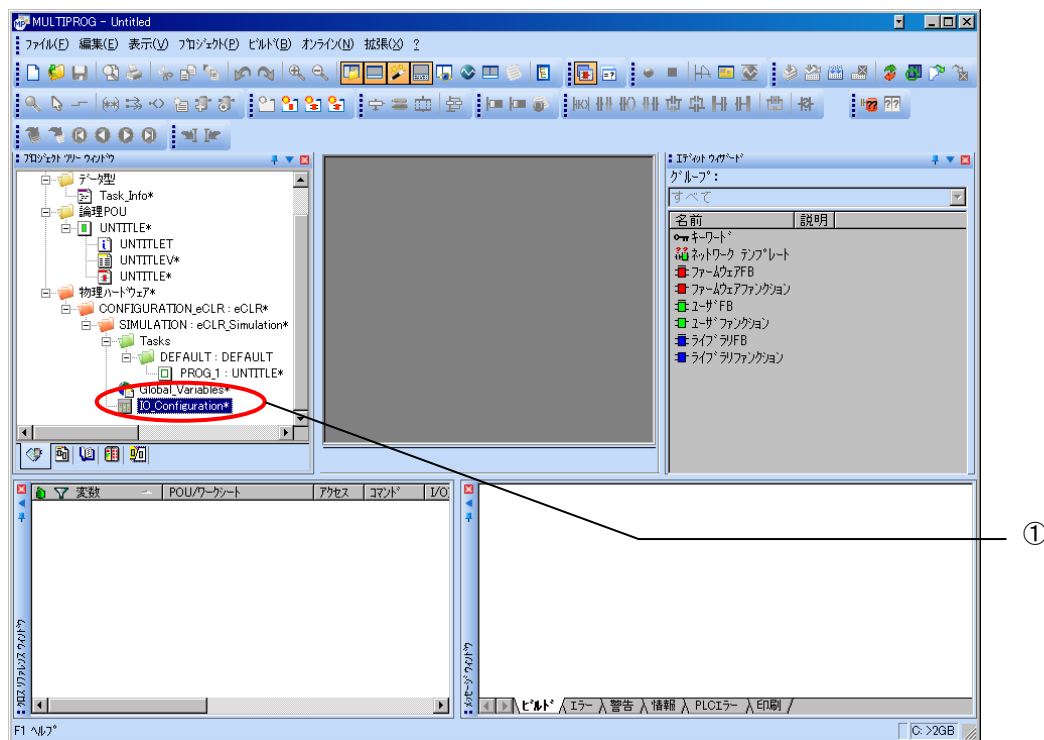 MULTIPROG - Untitled
ファイル(F) 編集(E) 表示(V) プロジェクト(P) ビルド(B) オンライン(N) 拡張(X) ?
プロジェクト ツリー ウィンドウ
データ型
Task_Info*
論理POU
UNTITLE*
UNTITLET
UNTITLEV*
UNTITLE*
物理ハードウェア*
CONFIGURATION_eCLR : eCLR*
SIMULATION : eCLR_Simulation*
Tasks
DEFAULT : DEFAULT
PROG_1 : UNTITLE*
Global_Variables*
IO_Configuration*
エディット ウィザード
グループ:
すべて
名前 説明
キーワード
ネットワーク テンプレート
ファームウェアFB
ファームウェアファンクション
ユーザFB
ユーザファンクション
ライブラリFB
ライブラリファンクション
①
変数 POU/ワークシート アクセス コマンド I/O
クロス リファレンス ウィンドウ
メッセージ ウィンドウ
ビルド エラー 警告 情報 PLCエラー 印刷
F1 ヘルプ
C: >2GB